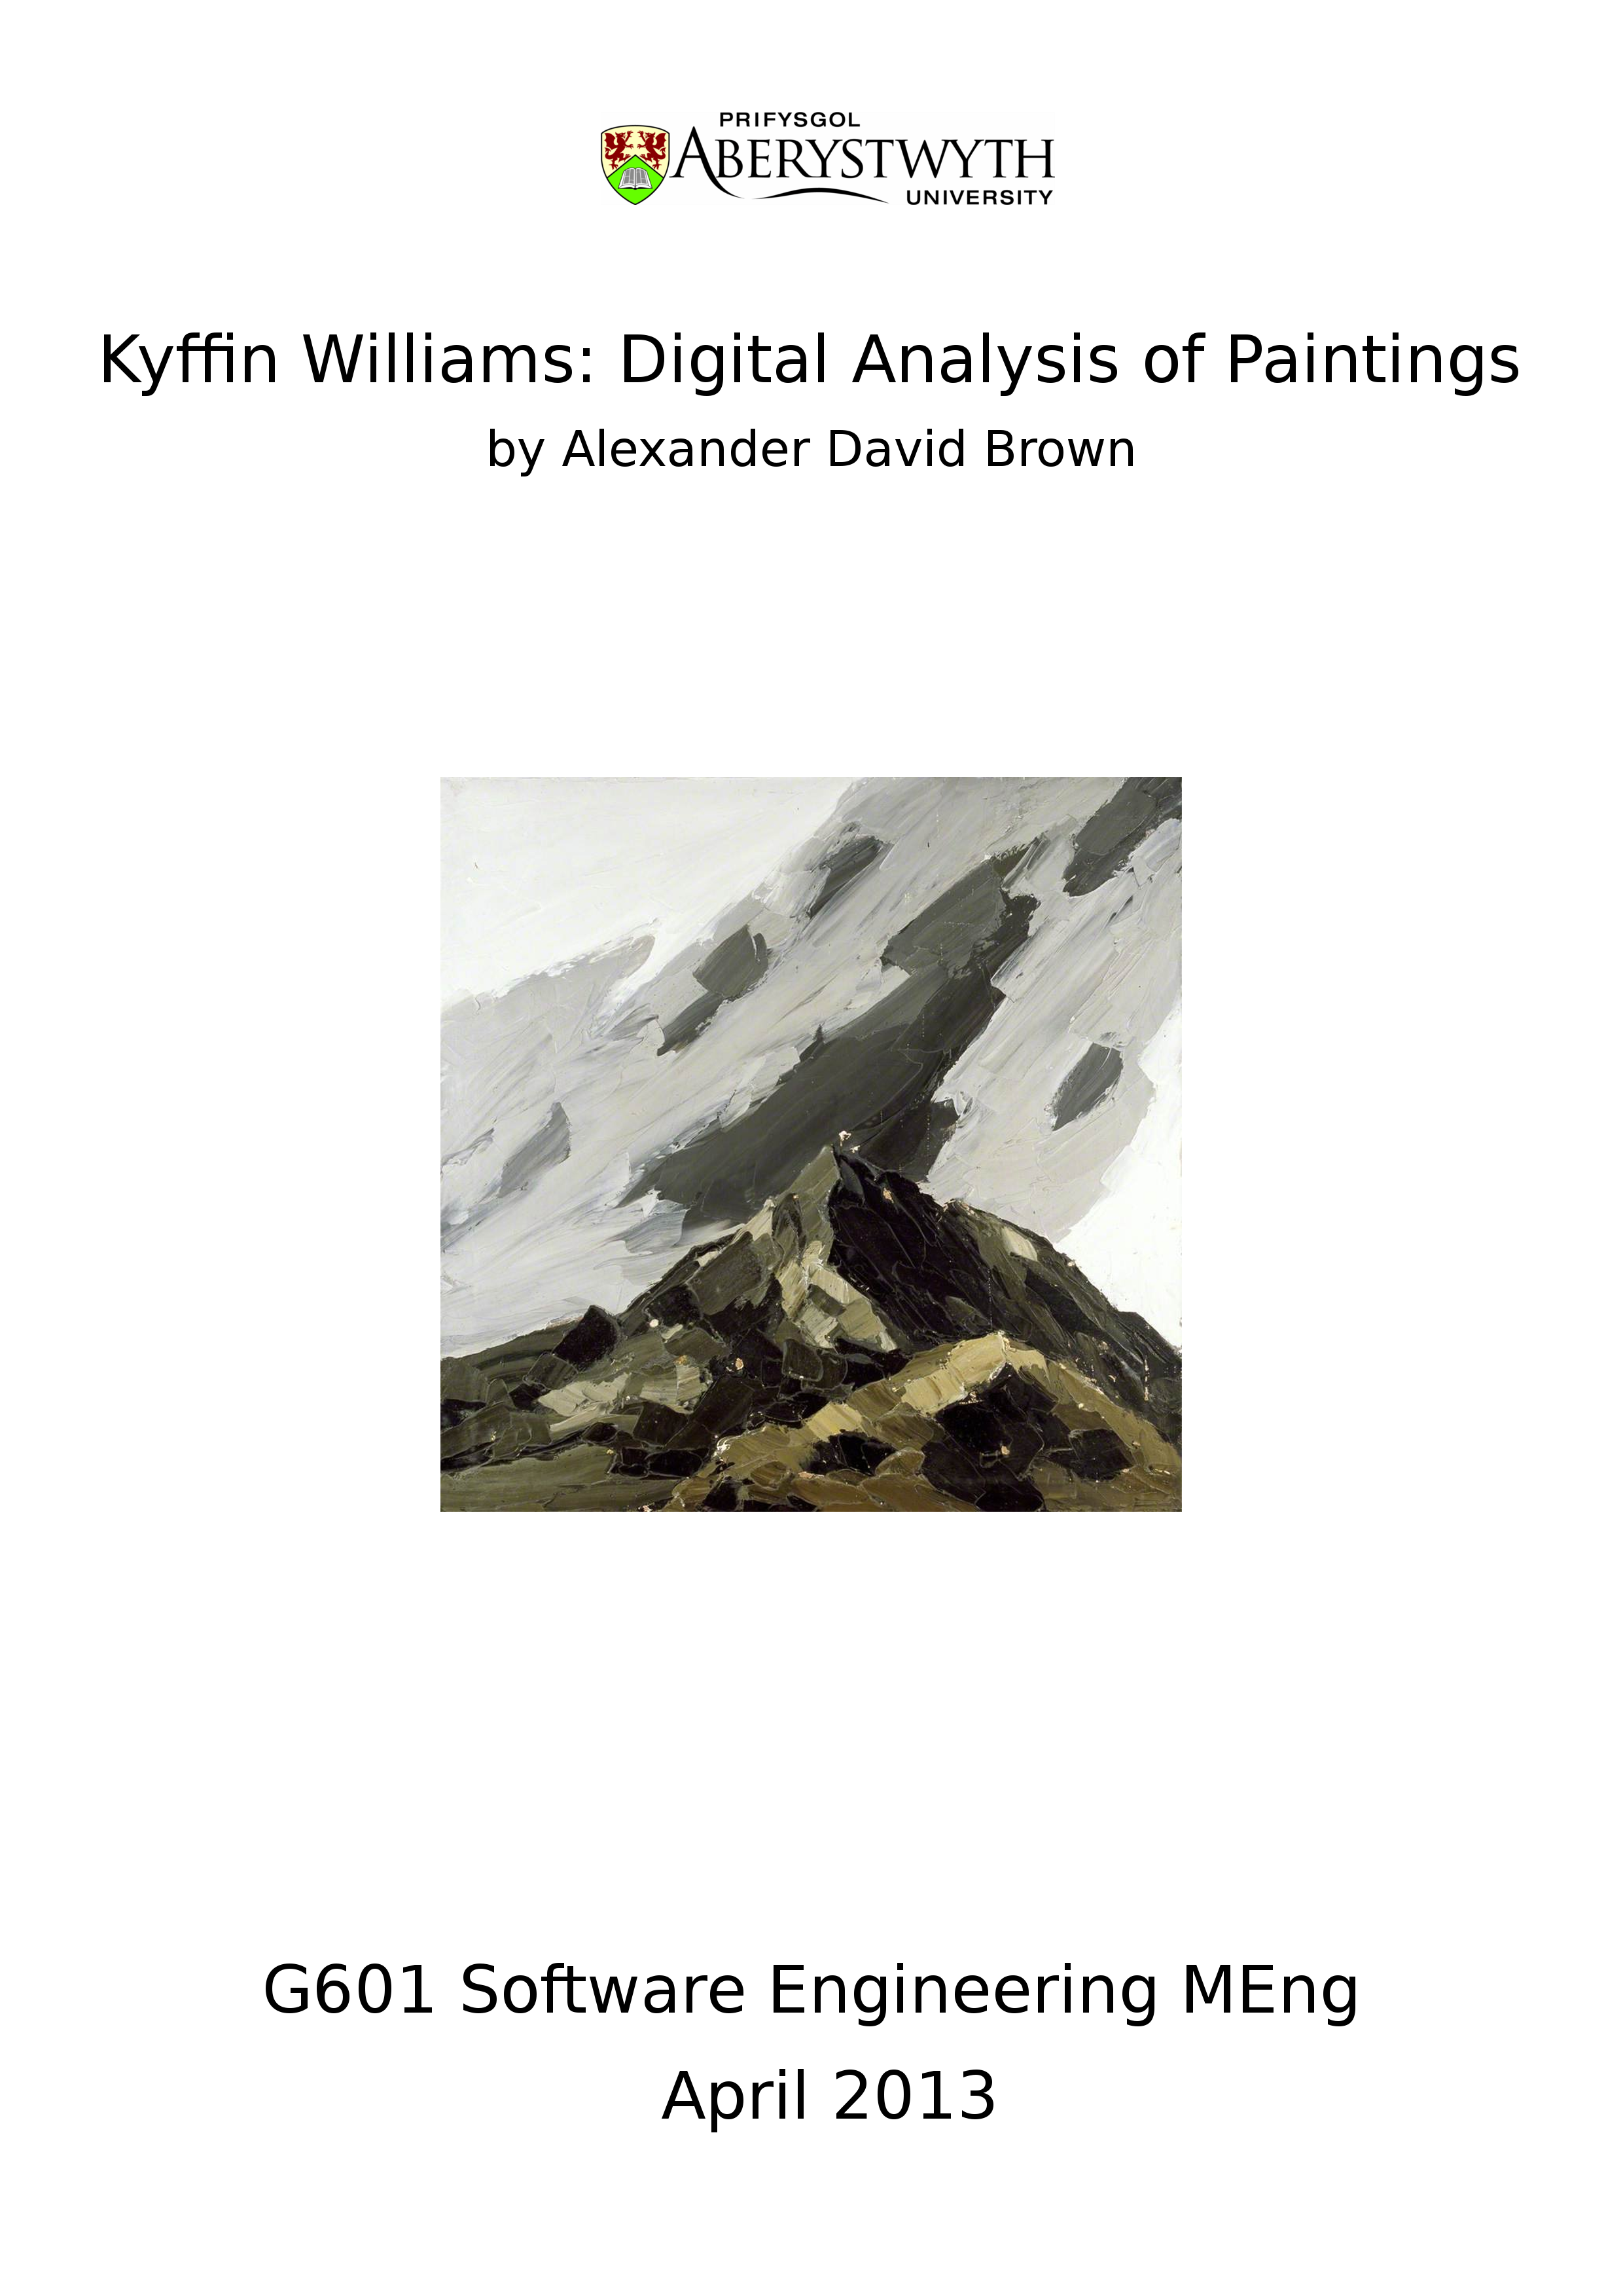 PRIFYSGOL
ABERYSTWYTH
UNIVERSITY
Kyffin Williams: Digital Analysis of Paintings
by Alexander David Brown
G601 Software Engineering MEng
April 2013